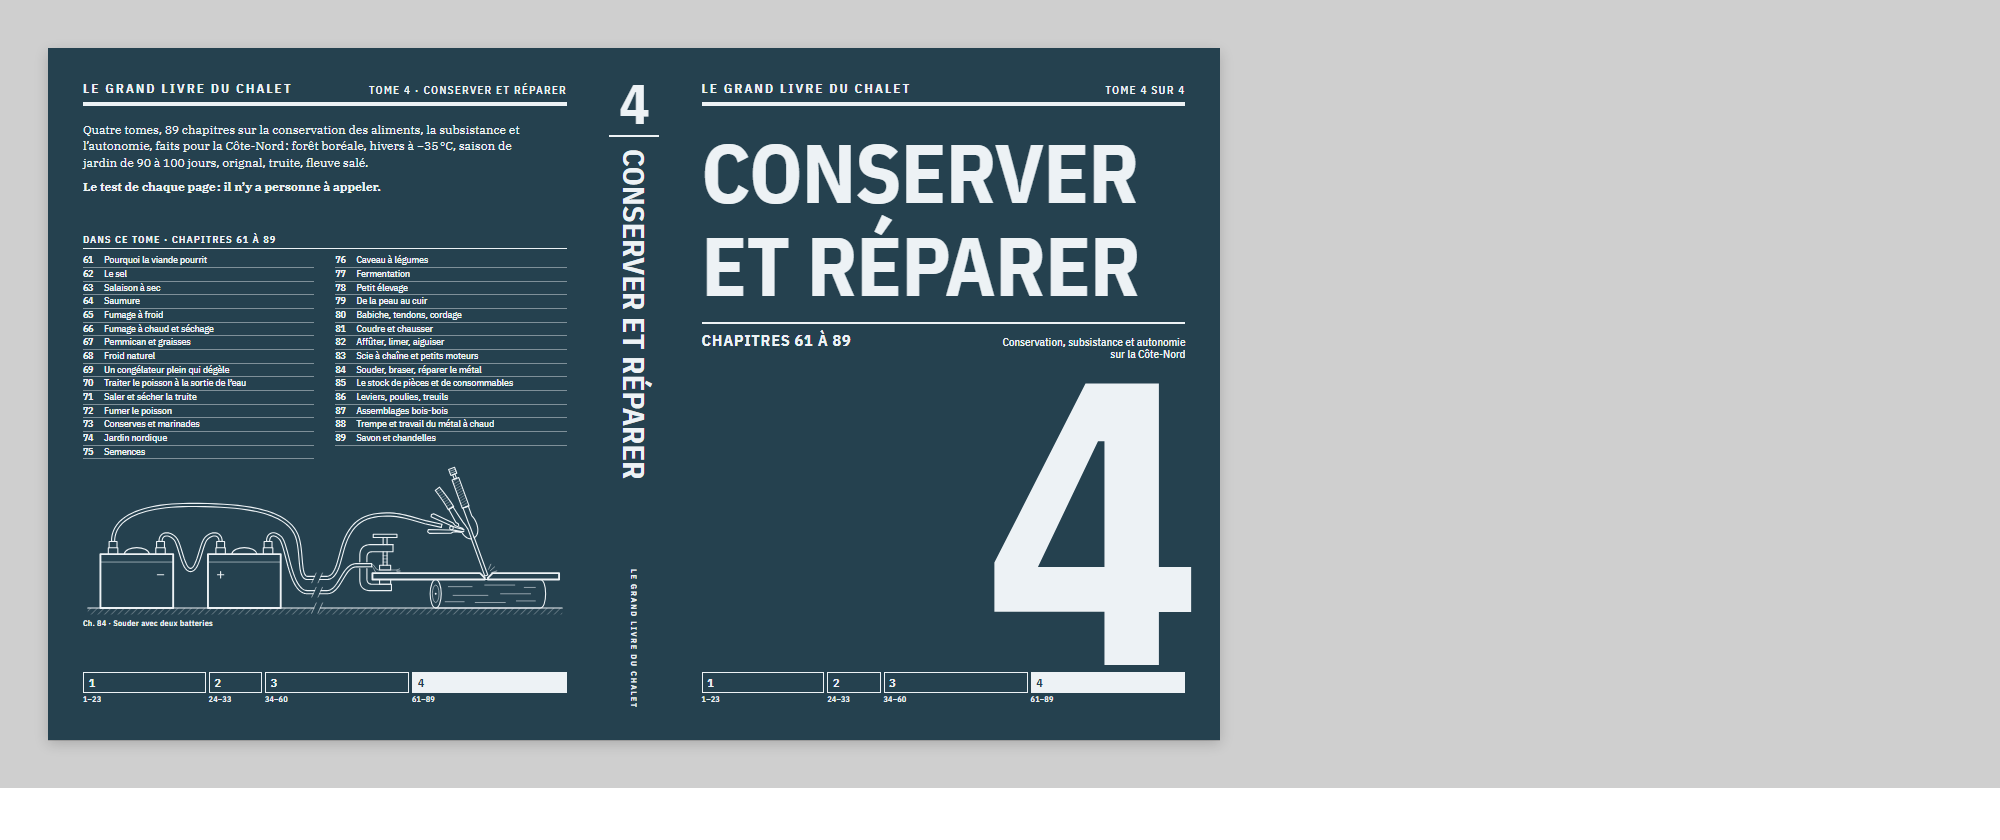 LE GRAND LIVRE DU CHALET
TOME 4 · CONSERVER ET RÉPARER
Quatre tomes, 89 chapitres sur la conservation des aliments, la subsistance et
l’autonomie, faits pour la Côte-Nord : forêt boréale, hivers à −35 °C, saison de
jardin de 90 à 100 jours, orignal, truite, fleuve salé.
Le test de chaque page : il n’y a personne à appeler.
DANS CE TOME · CHAPITRES 61 À 89
61 Pourquoi la viande pourrit
62 Le sel
63 Salaison à sec
64 Saumure
65 Fumage à froid
66 Fumage à chaud et séchage
67 Pemmican et graisses
68 Froid naturel
69 Un congélateur plein qui dégèle
70 Traiter le poisson à la sortie de l’eau
71 Saler et sécher la truite
72 Fumer le poisson
73 Conserves et marinades
74 Jardin nordique
75 Semences
76 Caveau à légumes
77 Fermentation
78 Petit élevage
79 De la peau au cuir
80 Babiche, tendons, cordage
81 Coudre et chausser
82 Affûter, limer, aiguiser
83 Scie à chaîne et petits moteurs
84 Souder, braser, réparer le métal
85 Le stock de pièces et de consommables
86 Leviers, poulies, treuils
87 Assemblages bois-bois
88 Trempe et travail du métal à chaud
89 Savon et chandelles
− +
Ch. 84 · Souder avec deux batteries
1 2 3 4
1–23 24–33 34–60 61–89
4
CONSERVER ET RÉPARER
LE GRAND LIVRE DU CHALET
LE GRAND LIVRE DU CHALET
TOME 4 SUR 4
CONSERVER
ET RÉPARER
CHAPITRES 61 À 89
Conservation, subsistance et autonomie
sur la Côte-Nord
4
1 2 3 4
1–23 24–33 34–60 61–89